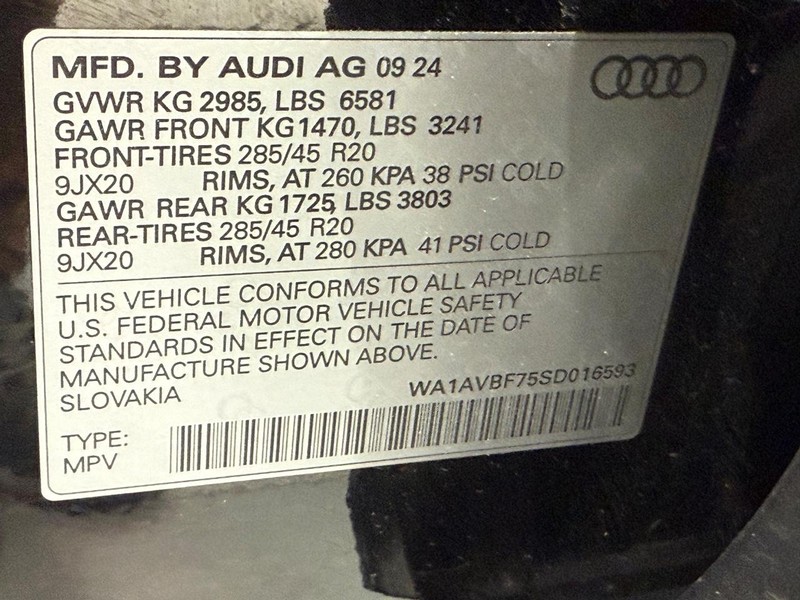 MFD. BY AUDI AG 09 24
GVWR KG 2985, LBS 6581
GAWR FRONT KG1470, LBS 3241
FRONT-TIRES 285/45 R20
9JX20 RIMS, AT 260 KPA 38 PSI COLD
GAWR REAR KG 1725, LBS 3803
REAR-TIRES 285/45 R20
9JX20 RIMS, AT 280 KPA 41 PSI COLD
THIS VEHICLE CONFORMS TO ALL APPLICABLE
U.S. FEDERAL MOTOR VEHICLE SAFETY
STANDARDS IN EFFECT ON THE DATE OF
MANUFACTURE SHOWN ABOVE.
SLOVAKIA
WA1AVBF75SD016593
TYPE:
MPV